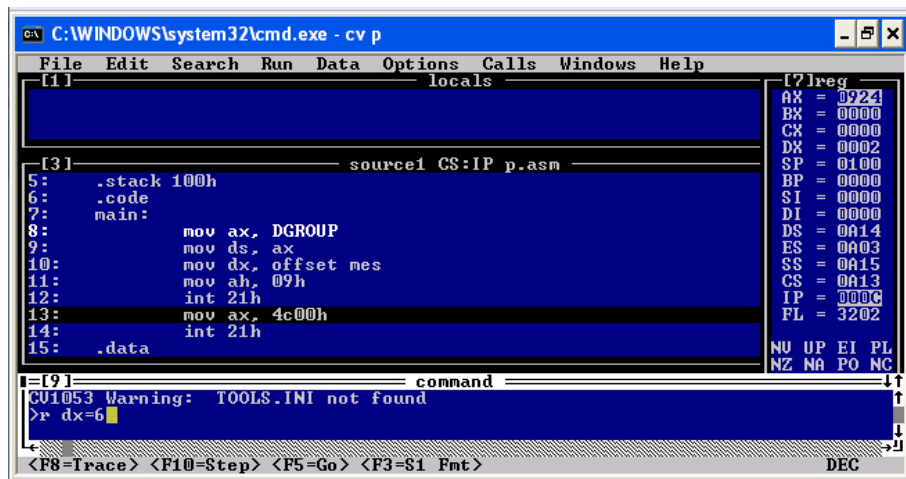 C:\WINDOWS\system32\cmd.exe - cv p
File Edit Search Run Data Options Calls Windows Help
[1] locals
[3] source1 CS:IP p.asm
5: .stack 100h
6: .code
7: main:
8: mov ax, DGROUP
9: mov ds, ax
10: mov dx, offset mes
11: mov ah, 09h
12: int 21h
13: mov ax, 4c00h
14: int 21h
15: .data
[7]reg
AX = 0924
BX = 0000
CX = 0000
DX = 0002
SP = 0100
BP = 0000
SI = 0000
DI = 0000
DS = 0A14
ES = 0A03
SS = 0A15
CS = 0A13
IP = 000C
FL = 3202
NV UP EI PL
NZ NA PO NC
[9] command
CV1053 Warning: TOOLS.INI not found
>r dx=6
<F8=Trace> <F10=Step> <F5=Go> <F3=S1 Fmt> DEC